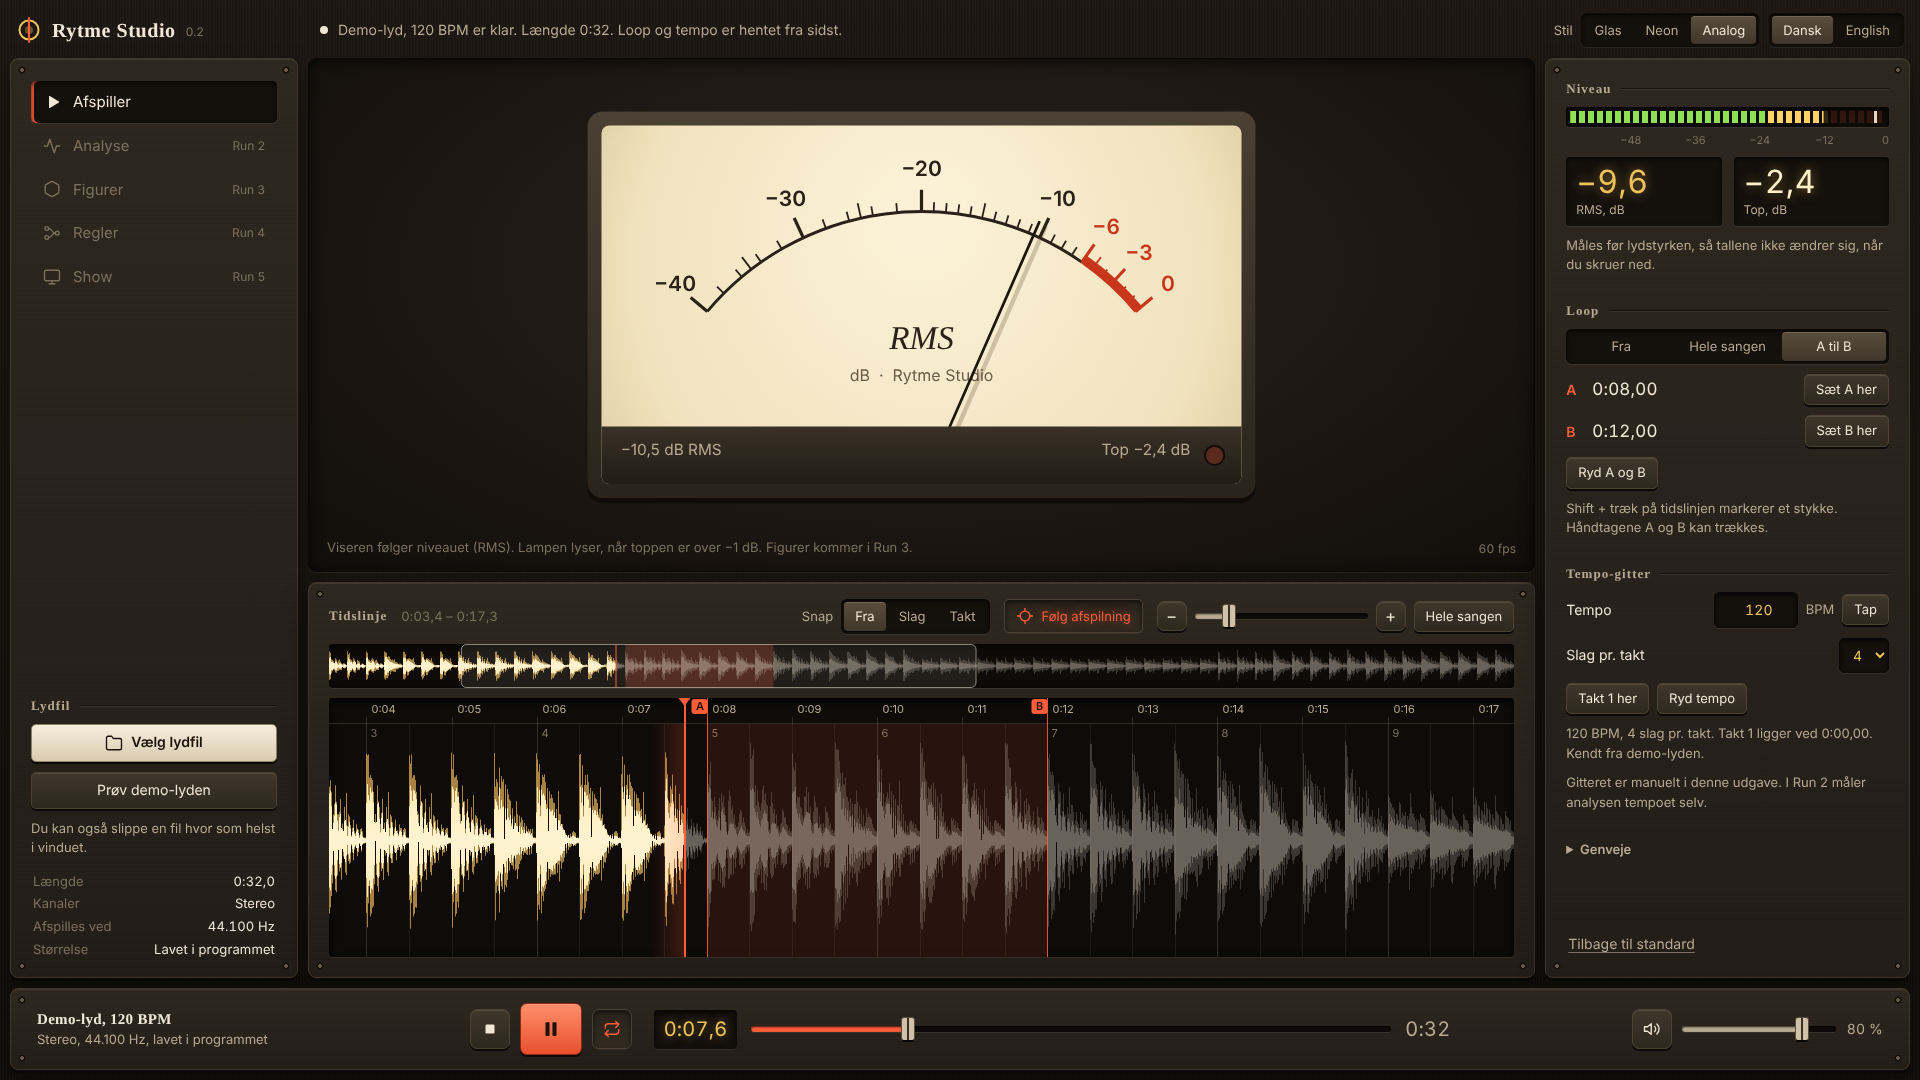 Rytme Studio 0.2
Demo-lyd, 120 BPM er klar. Længde 0:32. Loop og tempo er hentet fra sidst.
Stil Glas Neon Analog Dansk English
Afspiller
Analyse Run 2
Figurer Run 3
Regler Run 4
Show Run 5
Lydfil
Vælg lydfil
Prøv demo-lyden
Du kan også slippe en fil hvor som helst
i vinduet.
Længde 0:32,0
Kanaler Stereo
Afspilles ved 44.100 Hz
Størrelse Lavet i programmet
−40 −30 −20 −10 −6 −3 0
RMS
dB · Rytme Studio
−10,5 dB RMS Top −2,4 dB
Viseren følger niveauet (RMS). Lampen lyser, når toppen er over −1 dB. Figurer kommer i Run 3. 60 fps
Tidslinje 0:03,4 – 0:17,3 Snap Fra Slag Takt Følg afspilning − + Hele sangen
0:04 0:05 0:06 0:07 A 0:08 0:09 0:10 0:11 B 0:12 0:13 0:14 0:15 0:16 0:17
3 4 5 6 7 8 9
Niveau
−48 −36 −24 −12 0
−9,6 −2,4
RMS, dB Top, dB
Måles før lydstyrken, så tallene ikke ændrer sig, når
du skruer ned.
Loop
Fra Hele sangen A til B
A 0:08,00 Sæt A her
B 0:12,00 Sæt B her
Ryd A og B
Shift + træk på tidslinjen markerer et stykke.
Håndtagene A og B kan trækkes.
Tempo-gitter
Tempo 120 BPM Tap
Slag pr. takt 4
Takt 1 her Ryd tempo
120 BPM, 4 slag pr. takt. Takt 1 ligger ved 0:00,00.
Kendt fra demo-lyden.
Gitteret er manuelt i denne udgave. I Run 2 måler
analysen tempoet selv.
Genveje
Tilbage til standard
Demo-lyd, 120 BPM
Stereo, 44.100 Hz, lavet i programmet
0:07,6 0:32 80 %